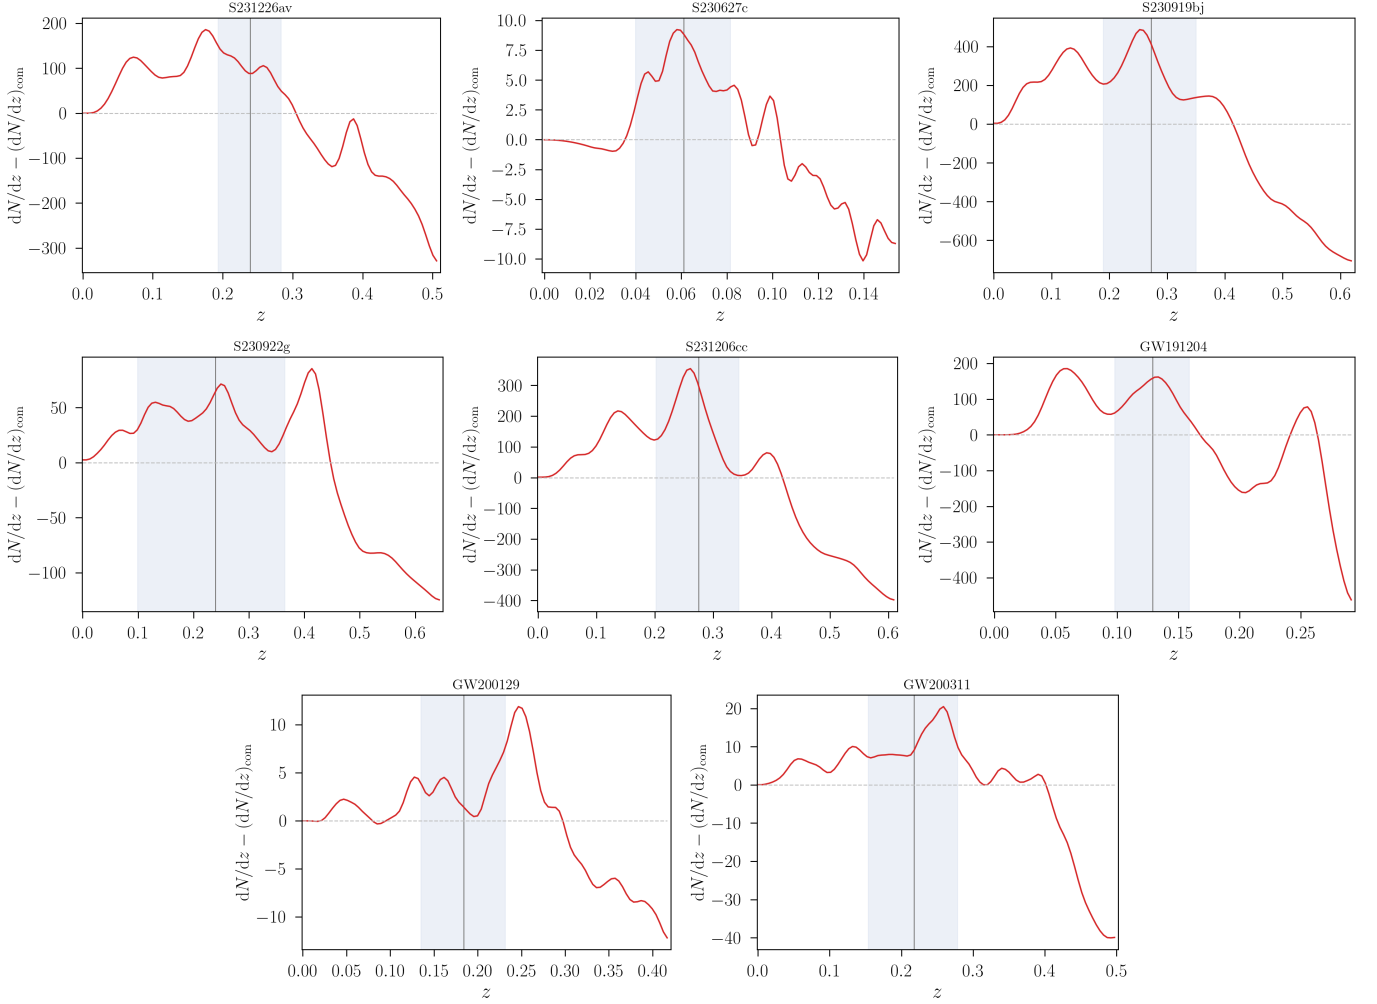 S231226av
dN/dz − (dN/dz)com
200
100
0
−100
−200
−300
0.0 0.1 0.2 0.3 0.4 0.5
z
S230627c
dN/dz − (dN/dz)com
10.0
7.5
5.0
2.5
0.0
−2.5
−5.0
−7.5
−10.0
0.00 0.02 0.04 0.06 0.08 0.10 0.12 0.14
z
S230919bj
dN/dz − (dN/dz)com
400
200
0
−200
−400
−600
0.0 0.1 0.2 0.3 0.4 0.5 0.6
z
S230922g
dN/dz − (dN/dz)com
50
0
−50
−100
0.0 0.1 0.2 0.3 0.4 0.5 0.6
z
S231206cc
dN/dz − (dN/dz)com
300
200
100
0
−100
−200
−300
−400
0.0 0.1 0.2 0.3 0.4 0.5 0.6
z
GW191204
dN/dz − (dN/dz)com
200
100
0
−100
−200
−300
−400
0.00 0.05 0.10 0.15 0.20 0.25
z
GW200129
dN/dz − (dN/dz)com
10
5
0
−5
−10
0.00 0.05 0.10 0.15 0.20 0.25 0.30 0.35 0.40
z
GW200311
dN/dz − (dN/dz)com
20
10
0
−10
−20
−30
−40
0.0 0.1 0.2 0.3 0.4 0.5
z